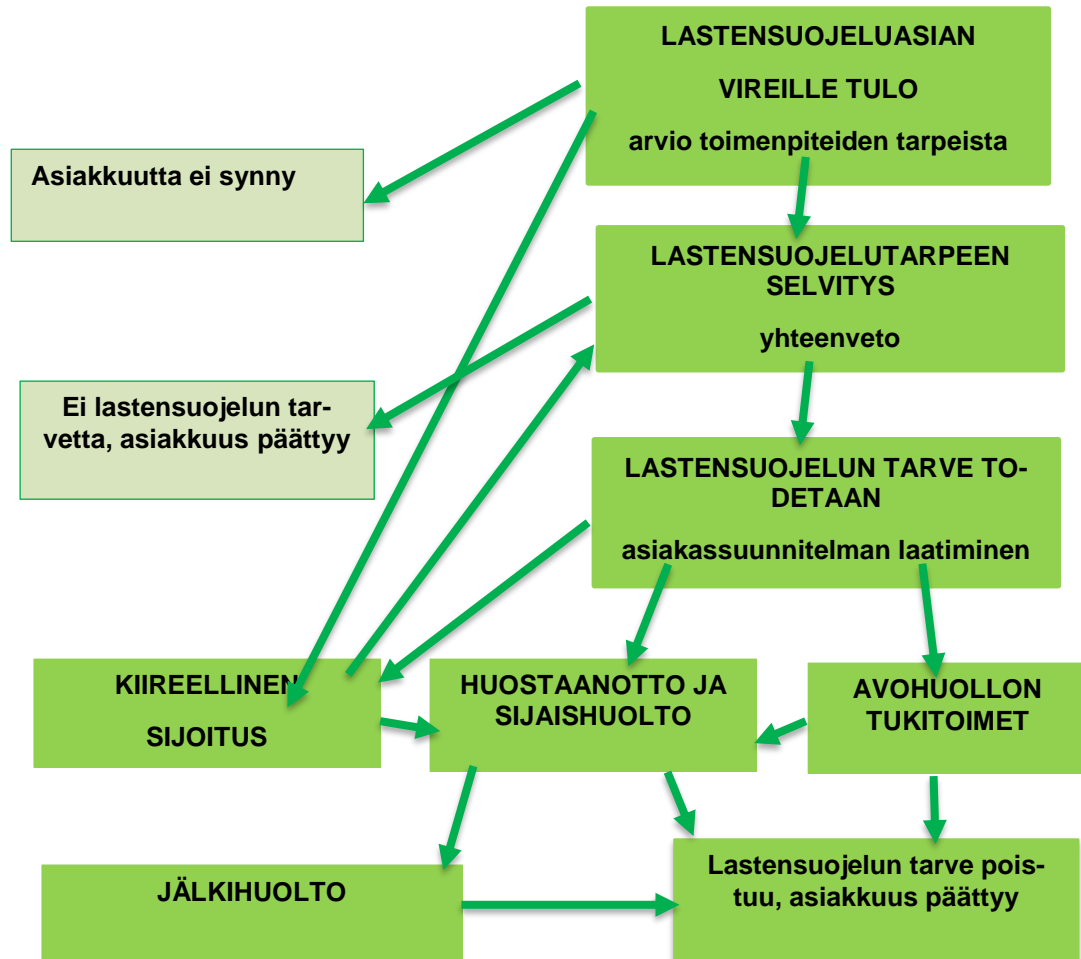 LASTENSUOJELUASIAN
VIREILLE TULO
arvio toimenpiteiden tarpeista
Asiakkuutta ei synny
LASTENSUOJELUTARPEEN
SELVITYS
yhteenveto
Ei lastensuojelun tar-
vetta, asiakkuus päättyy
LASTENSUOJELUN TARVE TO-
DETAAN
asiakassuunnitelman laatiminen
KIIREELLINEN
SIJOITUS
HUOSTAANOTTO JA
SIJAISHUOLTO
AVOHUOLLON
TUKITOIMET
JÄLKIHUOLTO
Lastensuojelun tarve pois-
tuu, asiakkuus päättyy